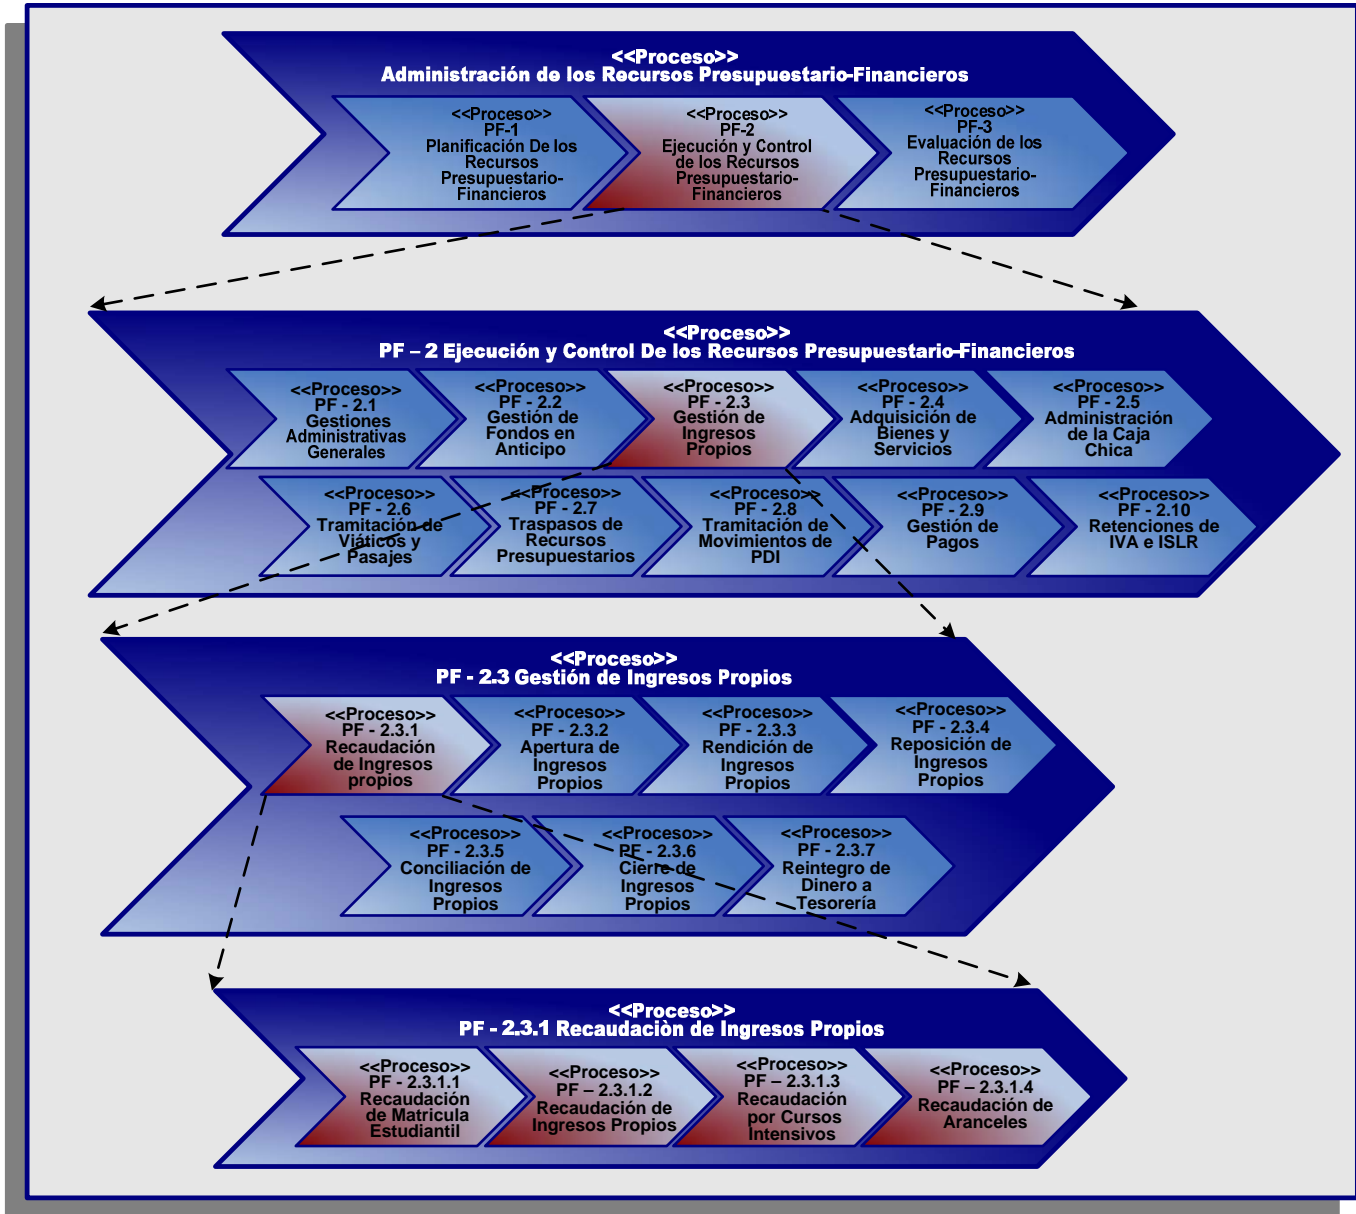 <<Proceso>>
Administración de los Recursos Presupuestario-Financieros
<<Proceso>>
PF-1
Planificación De los
Recursos
Presupuestario-
Financieros
<<Proceso>>
PF-2
Ejecución y Control
de los Recursos
Presupuestario-
Financieros
<<Proceso>>
PF-3
Evaluación de los
Recursos
Presupuestario-
Financieros
<<Proceso>>
PF – 2 Ejecución y Control De los Recursos Presupuestario-Financieros
<<Proceso>>
PF - 2.1
Gestiones
Administrativas
Generales
<<Proceso>>
PF - 2.2
Gestión de
Fondos en
Anticipo
<<Proceso>>
PF - 2.3
Gestión de
Ingresos
Propios
<<Proceso>>
PF - 2.4
Adquisición de
Bienes y
Servicios
<<Proceso>>
PF - 2.5
Administración
de la Caja
Chica
<<Proceso>>
PF - 2.6
Tramitación de
Viáticos y
Pasajes
<<Proceso>>
PF - 2.7
Traspasos de
Recursos
Presupuestarios
<<Proceso>>
PF - 2.8
Tramitación de
Movimientos de
PDI
<<Proceso>>
PF - 2.9
Gestión de
Pagos
<<Proceso>>
PF - 2.10
Retenciones de
IVA e ISLR
<<Proceso>>
PF - 2.3 Gestión de Ingresos Propios
<<Proceso>>
PF - 2.3.1
Recaudación
de Ingresos
propios
<<Proceso>>
PF - 2.3.2
Apertura de
Ingresos
Propios
<<Proceso>>
PF - 2.3.3
Rendición de
Ingresos
Propios
<<Proceso>>
PF - 2.3.4
Reposición de
Ingresos
Propios
<<Proceso>>
PF - 2.3.5
Conciliación de
Ingresos
Propios
<<Proceso>>
PF - 2.3.6
Cierre de
Ingresos
Propios
<<Proceso>>
PF - 2.3.7
Reintegro de
Dinero a
Tesorería
<<Proceso>>
PF - 2.3.1 Recaudaciòn de Ingresos Propios
<<Proceso>>
PF - 2.3.1.1
Recaudación
de Matricula
Estudiantil
<<Proceso>>
PF – 2.3.1.2
Recaudación de
Ingresos Propios
<<Proceso>>
PF – 2.3.1.3
Recaudación
por Cursos
Intensivos
<<Proceso>>
PF – 2.3.1.4
Recaudación de
Aranceles